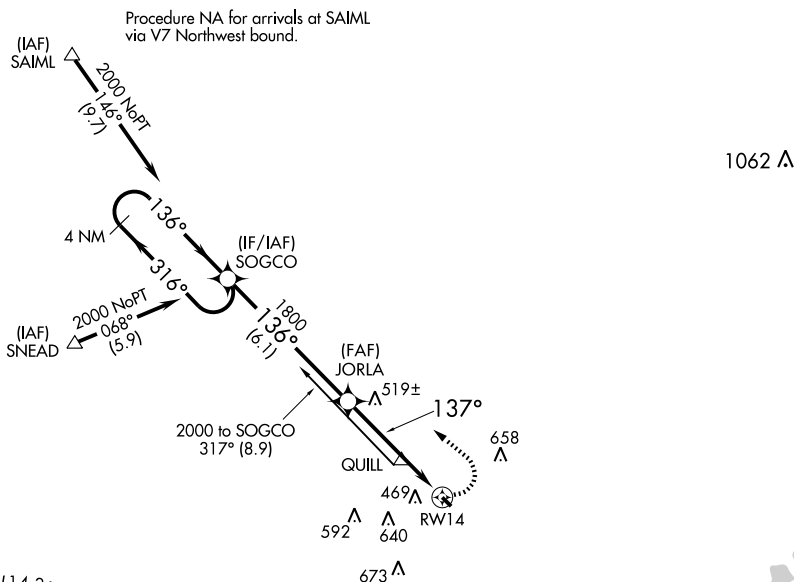 Procedure NA for arrivals at SAIML
via V7 Northwest bound.
(IAF)
SAIML
2000 NoPT
146°
(9.7)
1062
136°
4 NM
316°
(IF/IAF)
SOGCO
2000 NoPT
068°
(5.9)
(IAF)
SNEAD
1800
136°
(6.1)
(FAF)
JORLA
519±
137°
2000 to SOGCO
317° (8.9)
658
QUILL
469
RW14
592
640
673